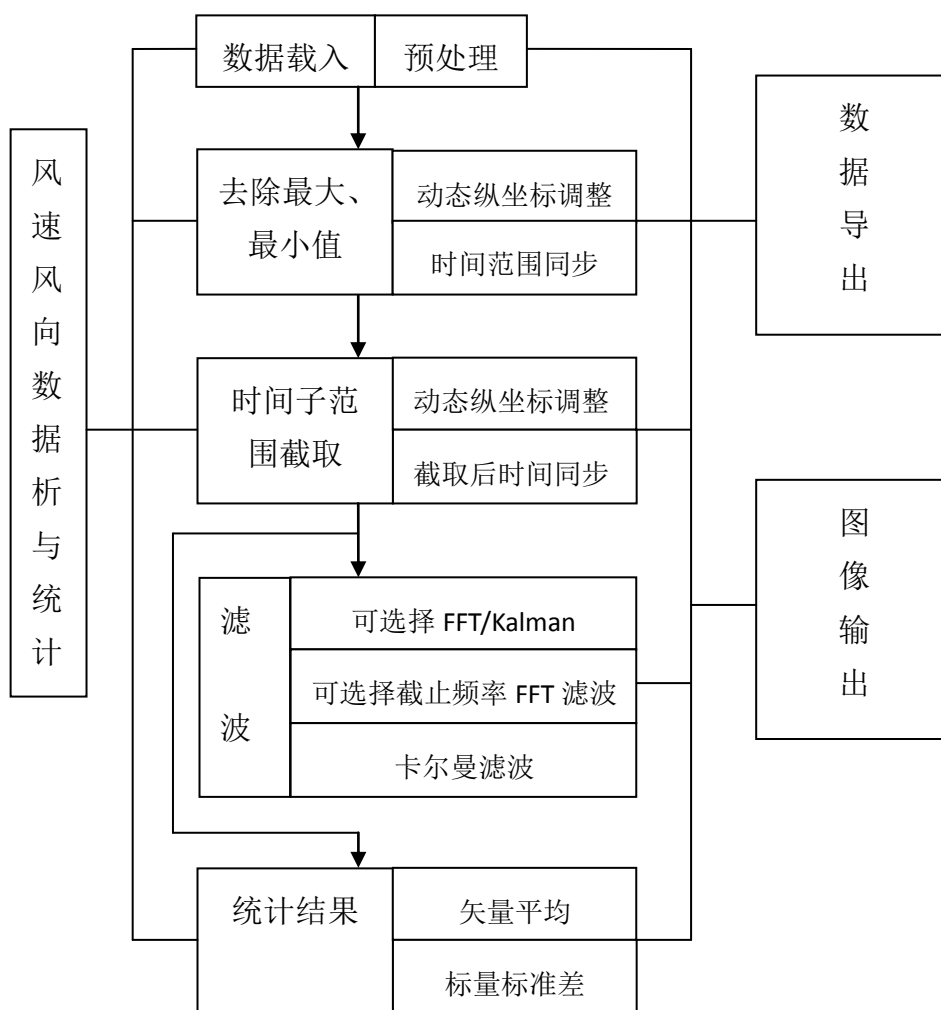 数据载入
预处理
风速风向数据析与统计
去除最大、
最小值
动态纵坐标调整
时间范围同步
数据导出
时间子范
围截取
动态纵坐标调整
截取后时间同步
滤波
可选择 FFT/Kalman
可选择截止频率 FFT 滤波
卡尔曼滤波
图像输出
统计结果
矢量平均
标量标准差